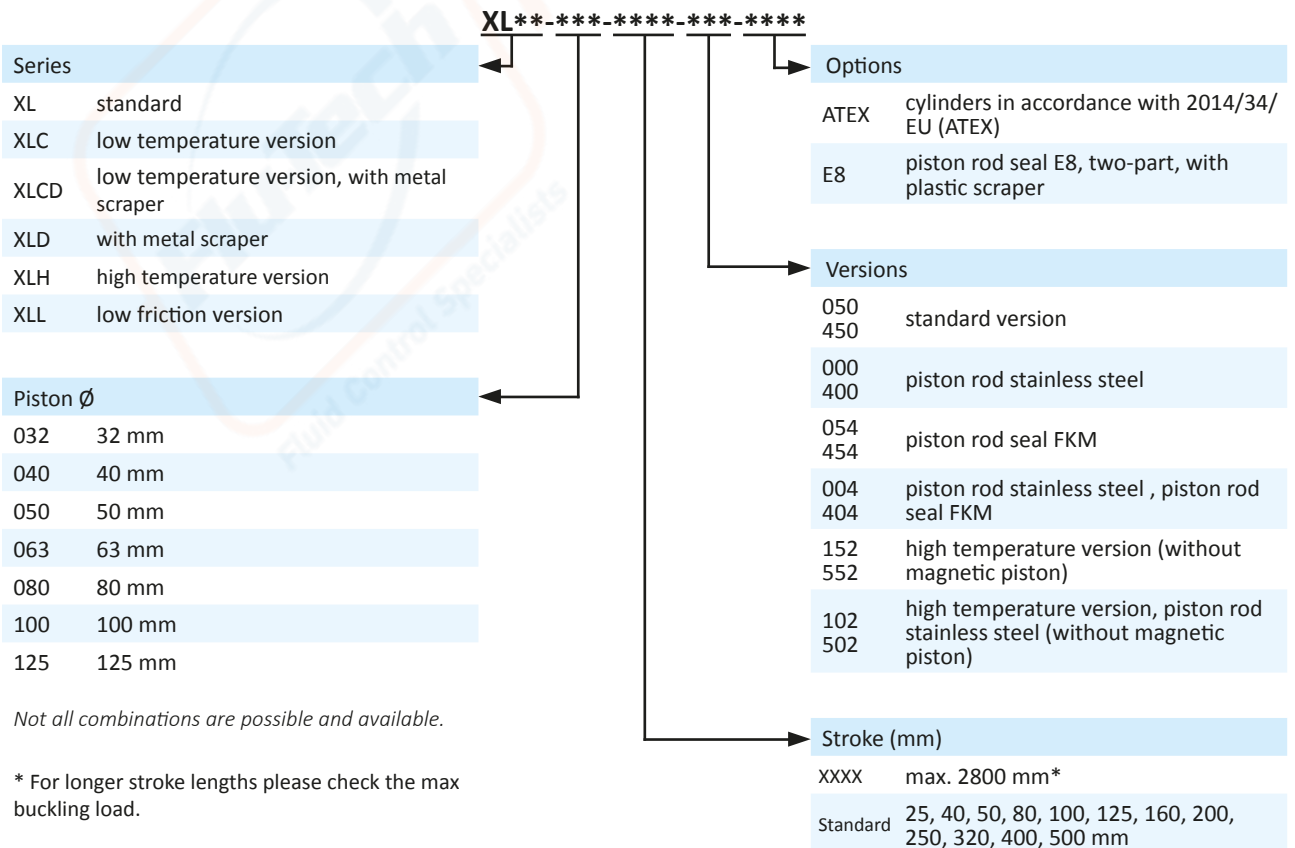 XL**-***-****-***-****
Series
XL standard
XLC low temperature version
XLCD low temperature version, with metal
scraper
XLD with metal scraper
XLH high temperature version
XLL low friction version
Piston Ø
032 32 mm
040 40 mm
050 50 mm
063 63 mm
080 80 mm
100 100 mm
125 125 mm
Not all combinations are possible and available.
* For longer stroke lengths please check the max
buckling load.
Options
ATEX cylinders in accordance with 2014/34/
EU (ATEX)
E8 piston rod seal E8, two-part, with
plastic scraper
Versions
050
450
standard version
000
400
piston rod stainless steel
054
454
piston rod seal FKM
004
404
piston rod stainless steel , piston rod
seal FKM
152
552
high temperature version (without
magnetic piston)
102
502
high temperature version, piston rod
stainless steel (without magnetic
piston)
Stroke (mm)
XXXX max. 2800 mm*
Standard 25, 40, 50, 80, 100, 125, 160, 200,
250, 320, 400, 500 mm
FluTech
Fluid Control Specialists